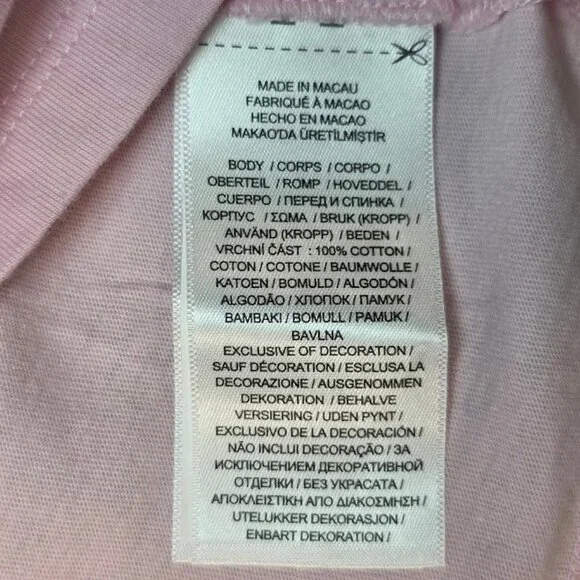 MADE IN MACAU
FABRIQUÉ À MACAO
HECHO EN MACAO
MAKAO'DA ÜRETİLMİŞTİR
BODY / CORPS / CORPO /
OBERTEIL / ROMP / HOVEDDEL /
CUERPO / ПЕРЕД И СПИНКА /
КОРПУС / ΣΩΜΑ / BRUK (KROPP) /
ANVÄND (KROPP) / BEDEN /
VRCHNÍ ČÁST : 100% COTTON /
COTON / COTONE / BAUMWOLLE /
KATOEN / BOMULD / ALGODÓN /
ALGODÃO / ХЛОПОК / ПАМУК /
BAMBAKI / BOMULL / PAMUK /
BAVLNA
EXCLUSIVE OF DECORATION /
SAUF DÉCORATION / ESCLUSA LA
DECORAZIONE / AUSGENOMMEN
DEKORATION / BEHALVE
VERSIERING / UDEN PYNT /
EXCLUSIVO DE LA DECORACIÓN /
NÃO INCLUI DECORAÇÃO / ЗА
ИСКЛЮЧЕНИЕМ ДЕКОРАТИВНОЙ
ОТДЕЛКИ / БЕЗ УКРАСАТА /
ΑΠΟΚΛΕΙΣΤΙΚΗ ΑΠΟ ΔΙΑΚΟΣΜΗΣΗ /
UTELUKKER DEKORASJON /
ENBART DEKORATION /